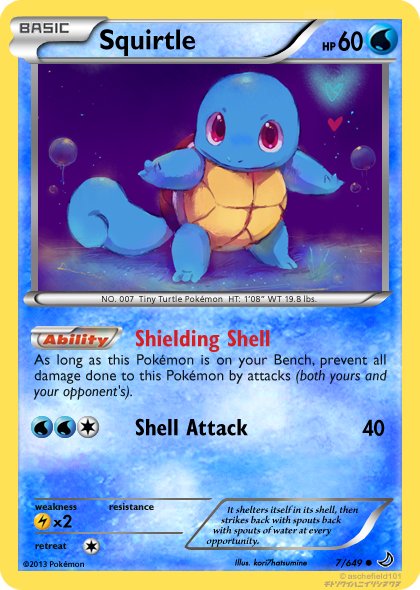 BASIC
Squirtle
HP 60
NO. 007 Tiny Turtle Pokémon HT: 1'08" WT 19.8 lbs.
Ability Shielding Shell
As long as this Pokémon is on your Bench, prevent all
damage done to this Pokémon by attacks (both yours and
your opponent's).
Shell Attack 40
weakness resistance
x2
retreat
It shelters itself in its shell, then
strikes back with spouts back
with spouts of water at every
opportunity.
©2013 Pokémon
Illus. kori7hatsumine 7/649
© aschefield101